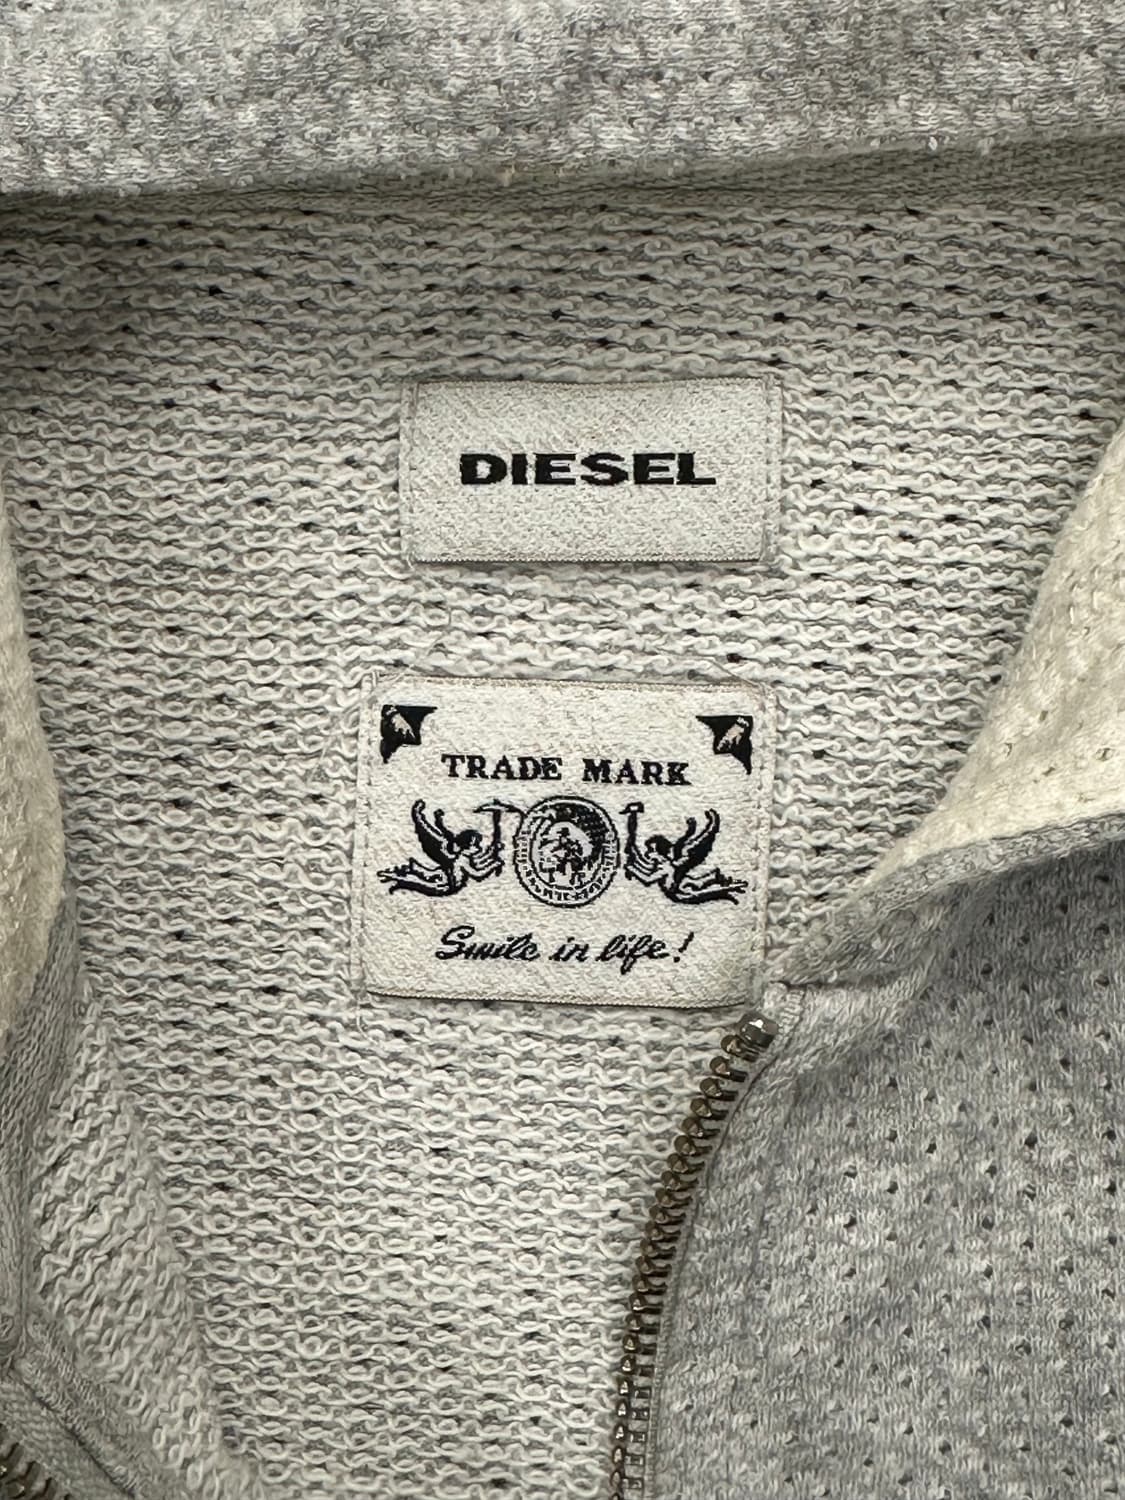 DIESEL
TRADE MARK
Smile in life!